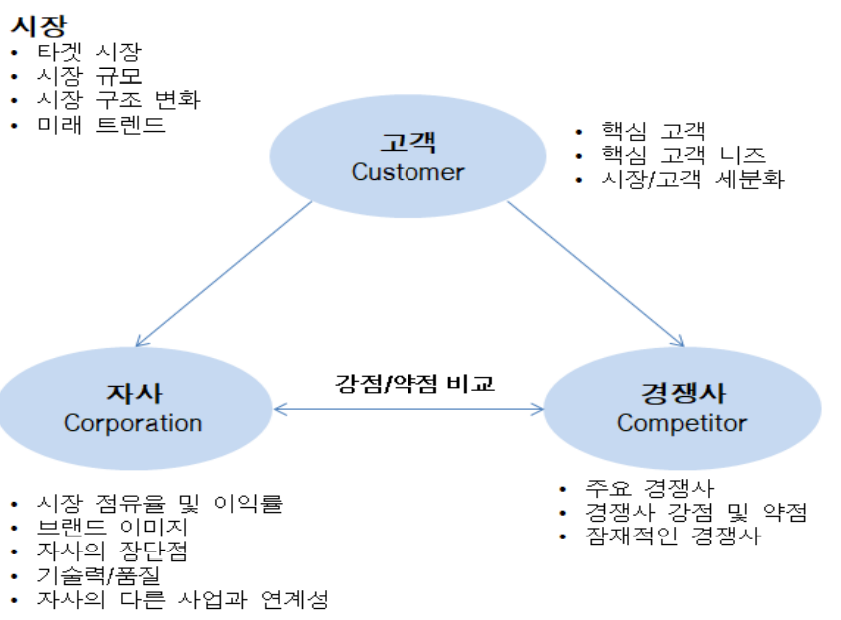 시장
• 타겟 시장
• 시장 규모
• 시장 구조 변화
• 미래 트렌드
고객
Customer
• 핵심 고객
• 핵심 고객 니즈
• 시장/고객 세분화
강점/약점 비교
자사
Corporation
경쟁사
Competitor
• 시장 점유율 및 이익률
• 브랜드 이미지
• 자사의 장단점
• 기술력/품질
• 자사의 다른 사업과 연계성
• 주요 경쟁사
• 경쟁사 강점 및 약점
• 잠재적인 경쟁사